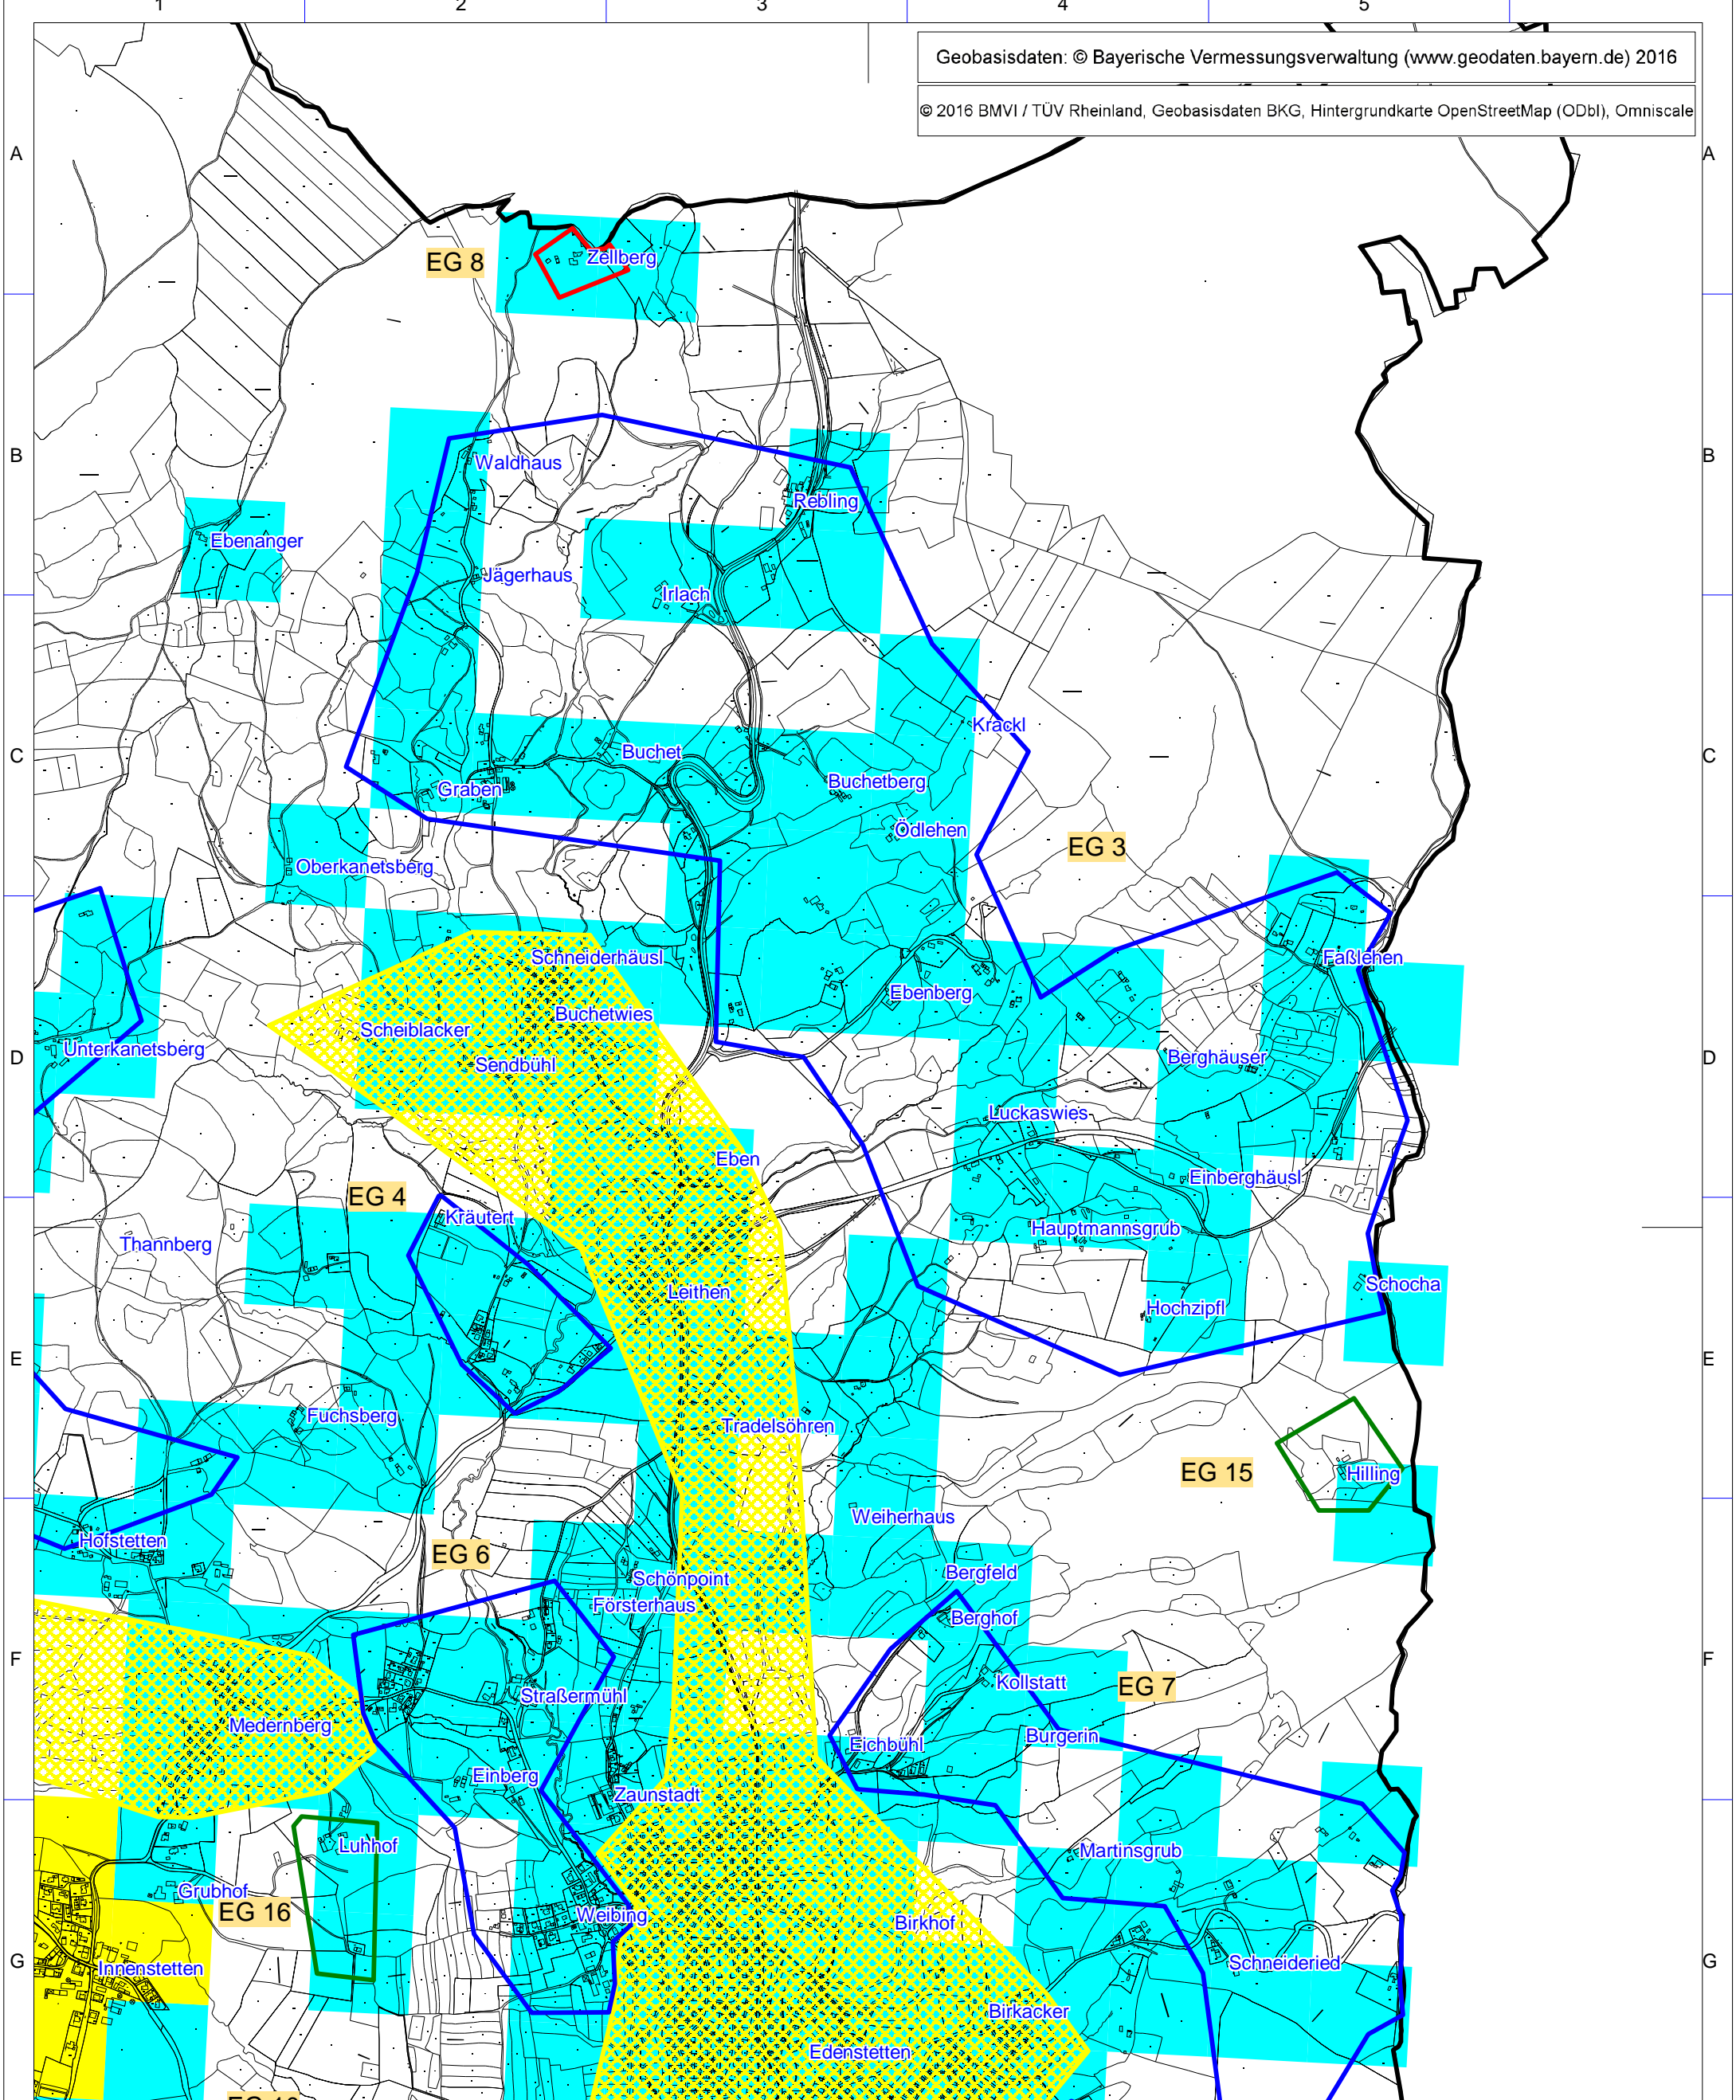 1 2 3 4 5
Geobasisdaten: © Bayerische Vermessungsverwaltung (www.geodaten.bayern.de) 2016
© 2016 BMVI / TÜV Rheinland, Geobasisdaten BKG, Hintergrundkarte OpenStreetMap (ODbl), Omniscale
A A
EG 8 Zellberg
B B
Waldhaus
Rebling
Ebenanger
Jägerhaus
Irlach
Krackl
C Buchet C
Buchetberg
Graben
Ödlehen
EG 3
Oberkanetsberg
Schneiderhäusl Faßlehen
Ebenberg
Buchetwies
Scheiblacker
Unterkanetsberg
D Sendbühl Berghäuser D
Luckaswies
Eben
Einberghäusl
EG 4
Kräutert
Hauptmannsgrub
Thannberg
Schocha
Leithen
Hochzipfl
E E
Fuchsberg
Tradelsöhren
EG 15 Hilling
Weiherhaus
Hofstetten
EG 6
Bergfeld
Schönpoint
Försterhaus
Berghof
F F
Kollstatt EG 7
Straßermühl
Medernberg
Burgerin
Eichbühl
Einberg
Zaunstadt
Luhhof
Martinsgrub
Grubhof
EG 16
Weibing
Birkhof
G Schneideried G
Innenstetten
Birkacker
Edenstetten